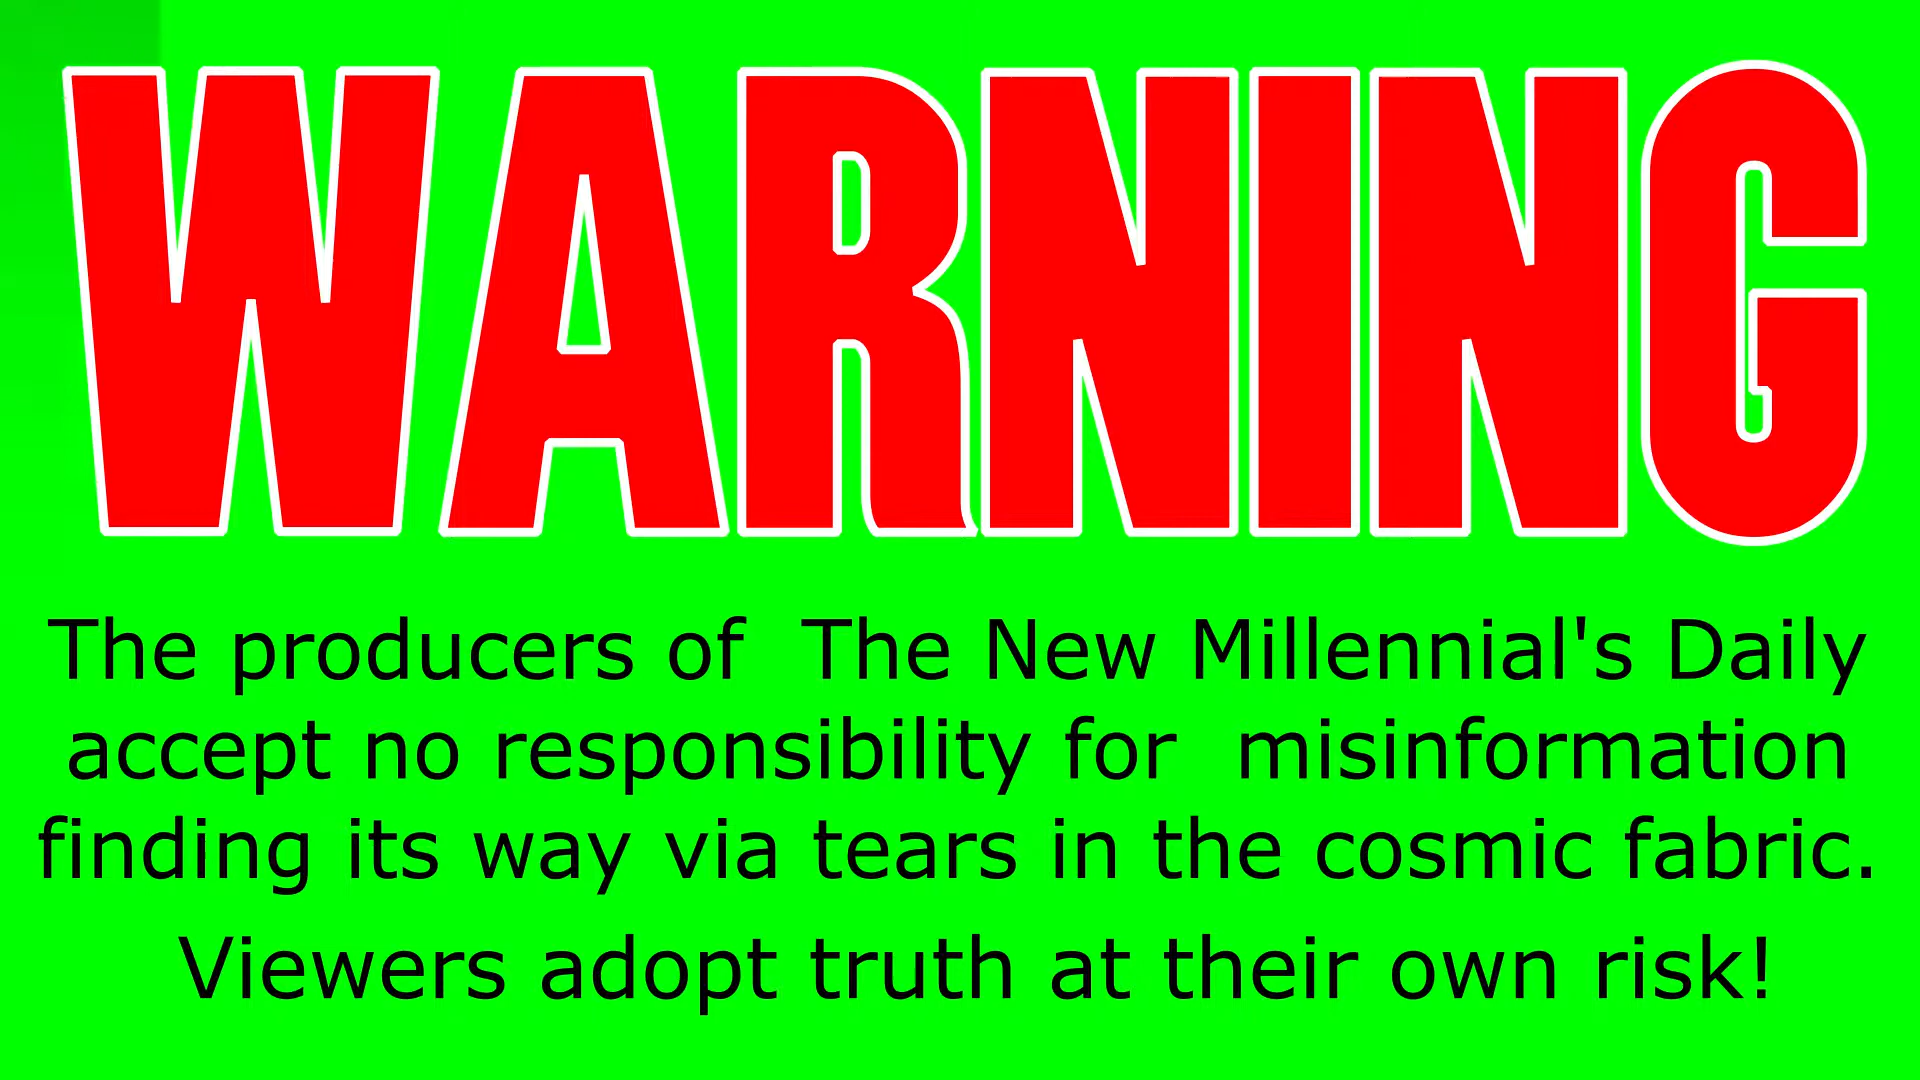 WARNING
The producers of  The New Millennial's Daily
accept no responsibility for  misinformation
finding its way via tears in the cosmic fabric.
Viewers adopt truth at their own risk!